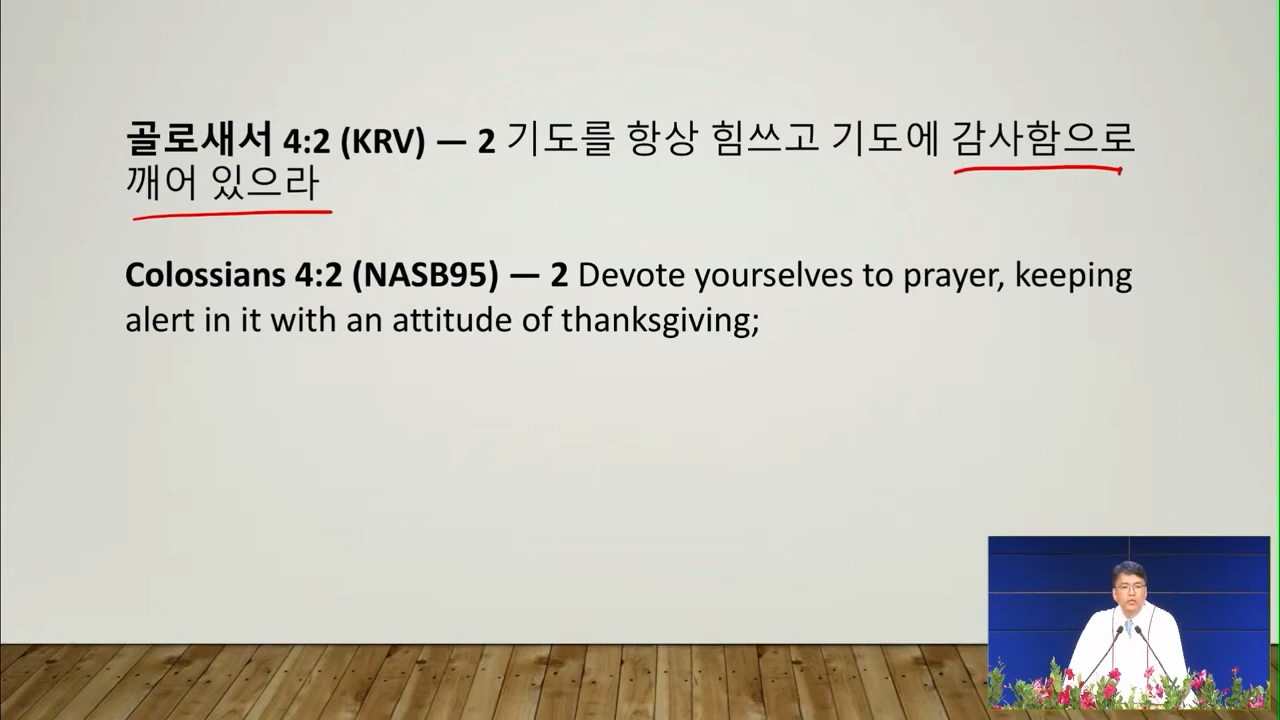 골로새서 4:2 (KRV) — 2 기도를 항상 힘쓰고 기도에 감사함으로
깨어 있으라
Colossians 4:2 (NASB95) — 2 Devote yourselves to prayer, keeping
alert in it with an attitude of thanksgiving;